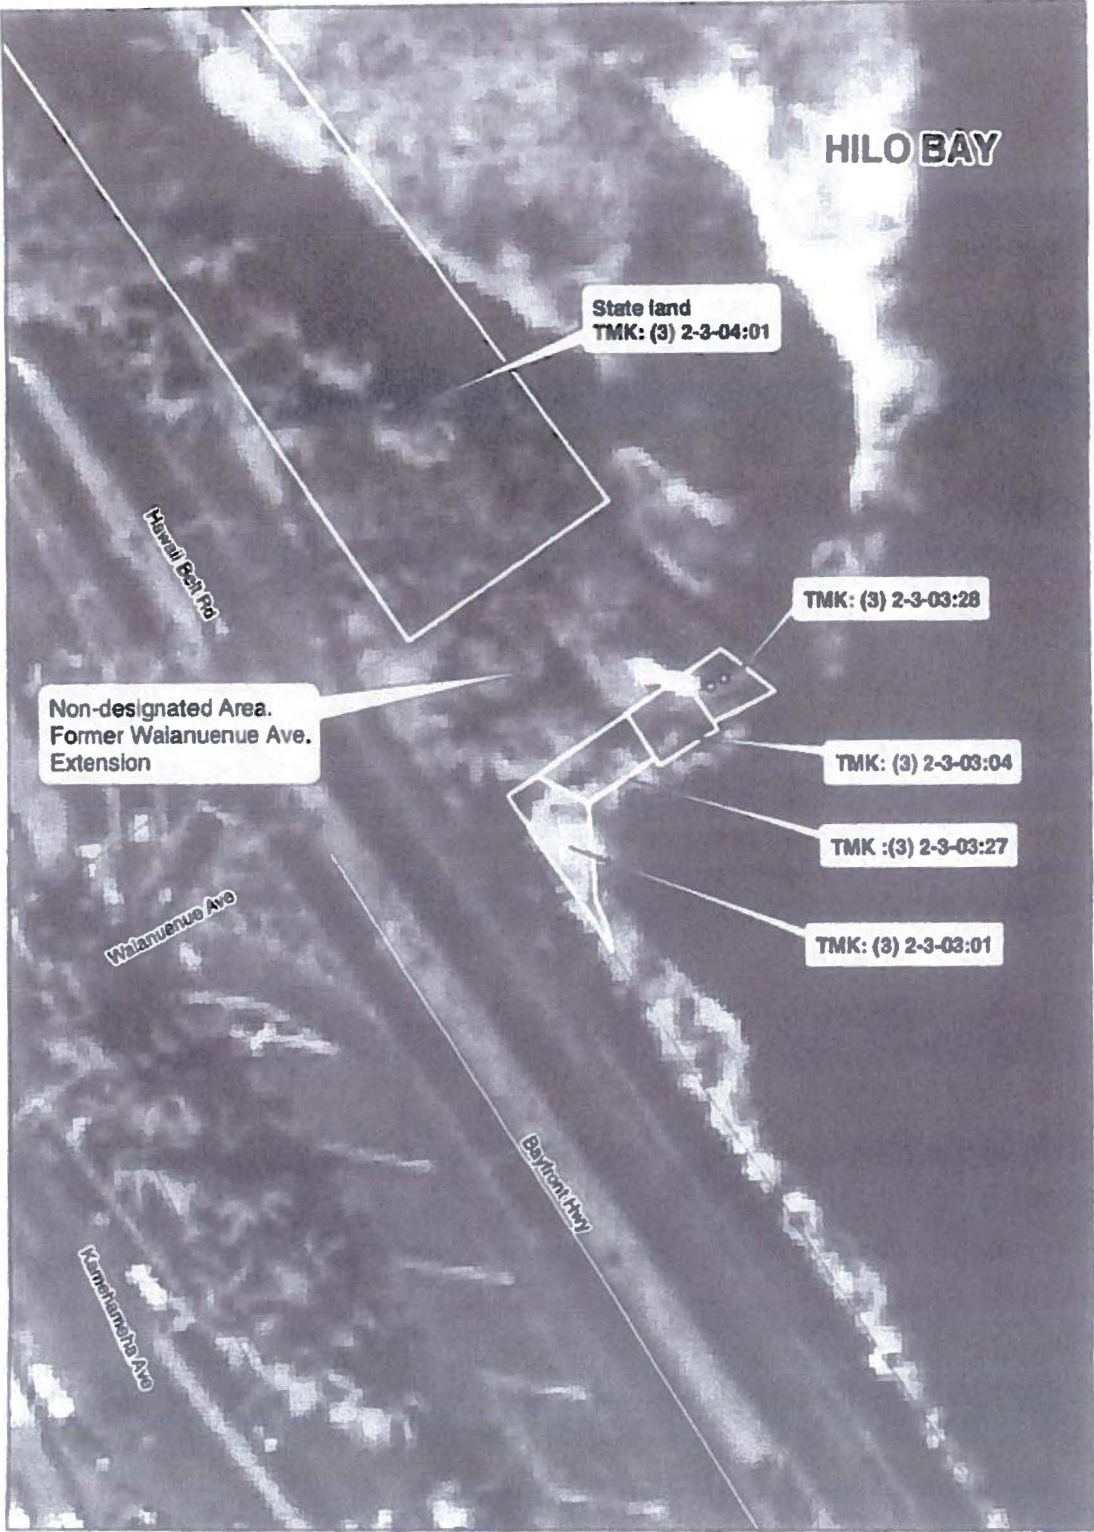 HILO BAY
State land
TMK: (3) 2-3-04:01
Hawaii Belt Rd
TMK: (3) 2-3-03:28
Non-designated Area.
Former Waianuenue Ave.
Extension
TMK: (3) 2-3-03:04
TMK :(3) 2-3-03:27
Waianuenue Ave
TMK: (3) 2-3-03:01
Bayfront Hwy
Kamehameha Ave